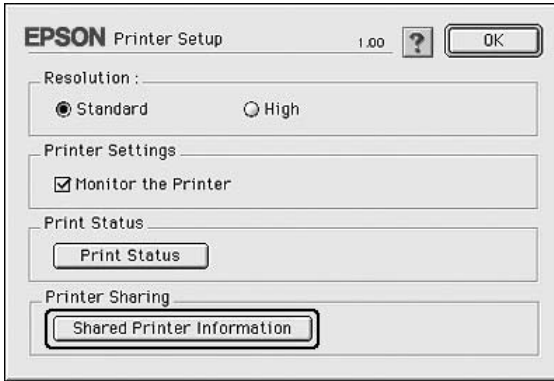 EPSON Printer Setup 1.00 ? OK
Resolution :
Standard High
Printer Settings
Monitor the Printer
Print Status
Print Status
Printer Sharing
Shared Printer Information